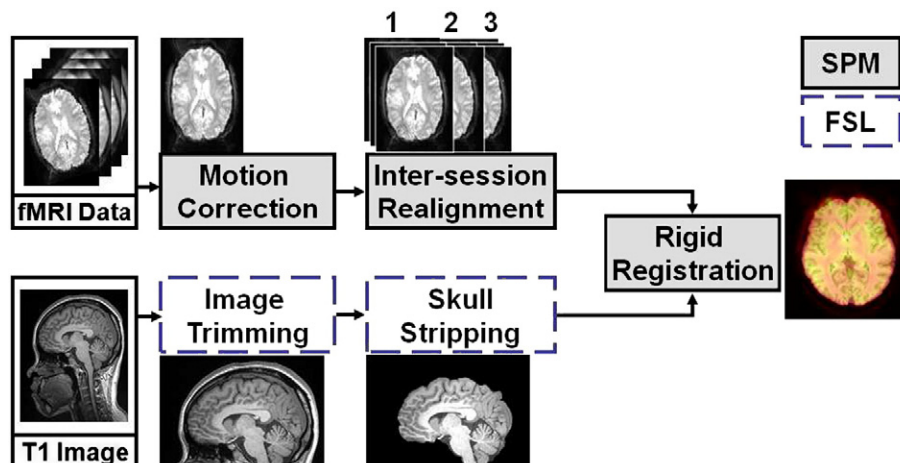 1 2 3
SPM
FSL
fMRI Data
Motion
Correction
Inter-session
Realignment
Rigid
Registration
Image
Trimming
Skull
Stripping
T1 Image